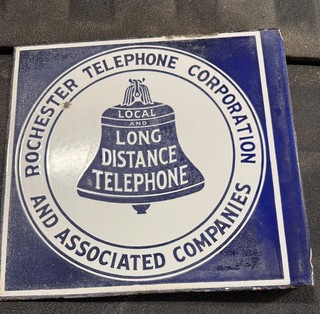 ROCHESTER TELEPHONE CORPORATION
AND ASSOCIATED COMPANIES
LOCAL
AND
LONG
DISTANCE
TELEPHONE